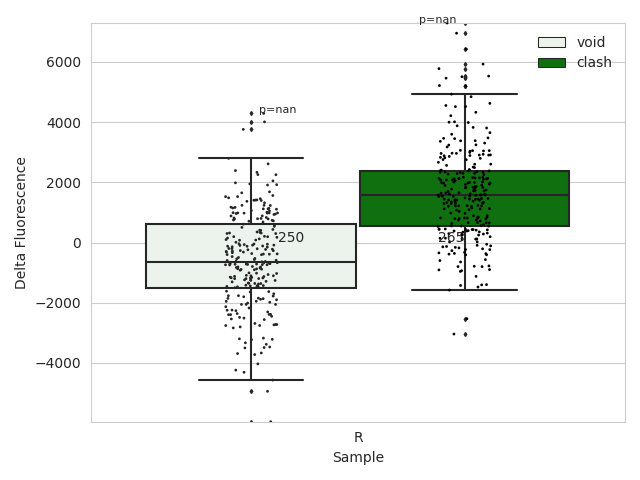 p=nan
void
clash
p=nan
250
265
6000
4000
2000
0
−2000
−4000
Delta Fluorescence
R
Sample